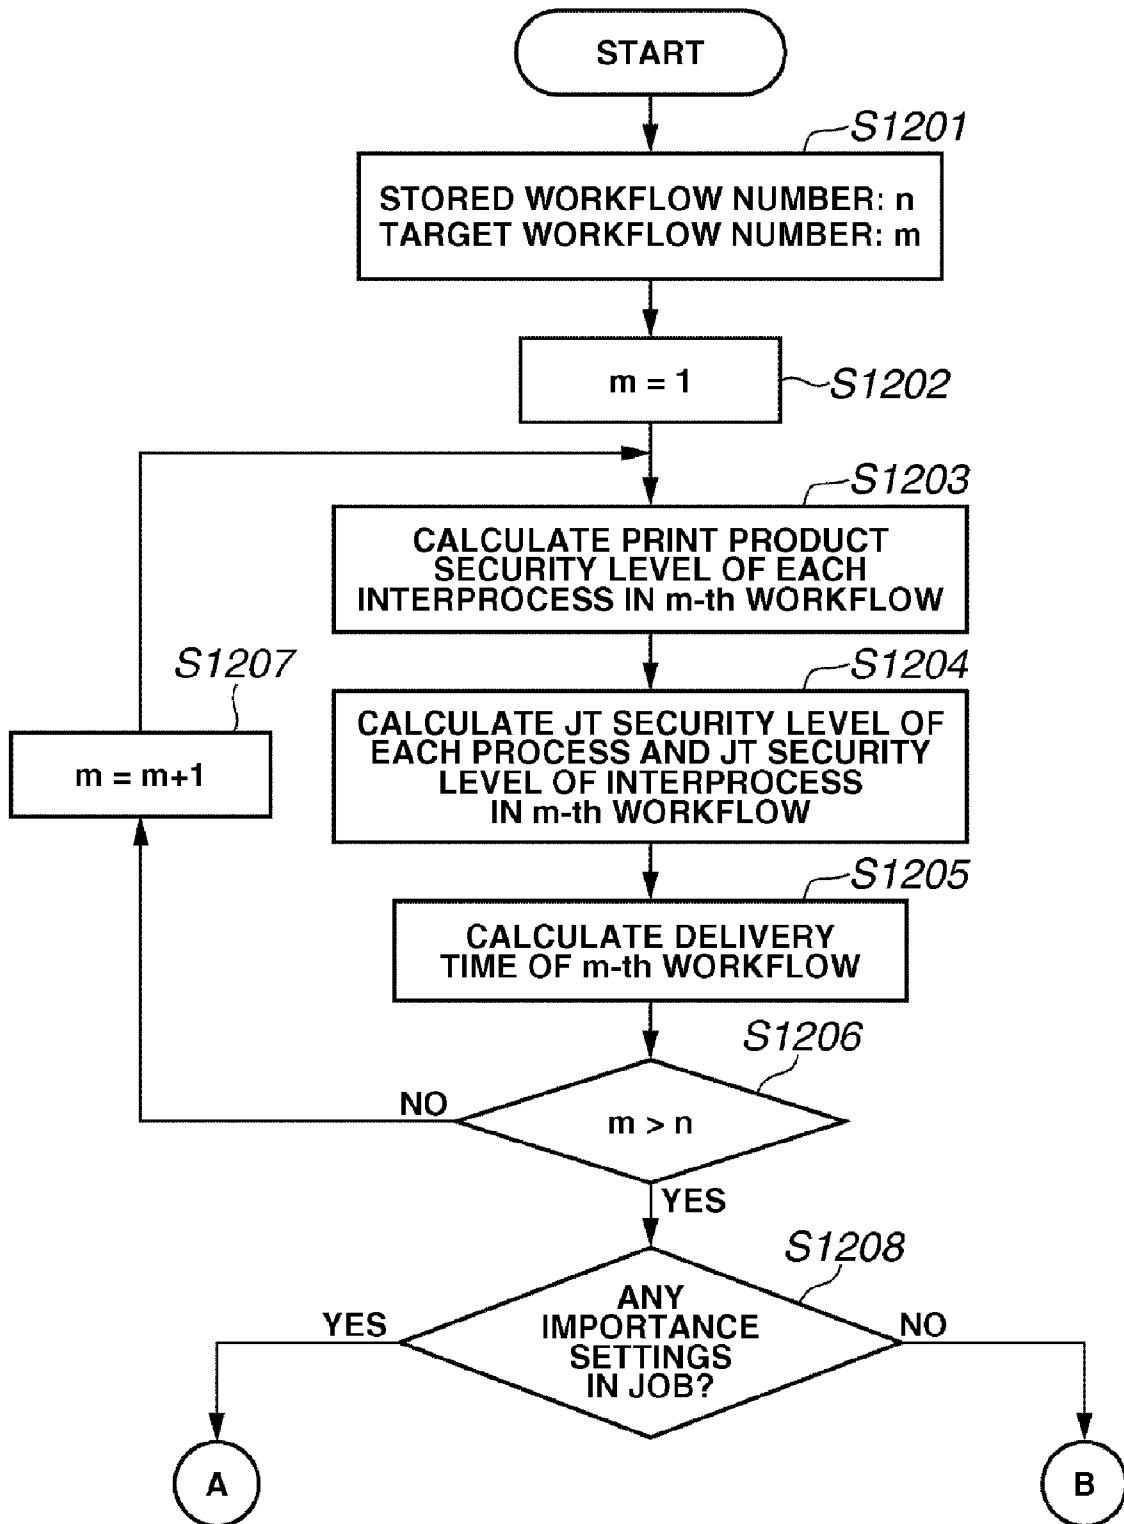 START
S1201
STORED WORKFLOW NUMBER: n
TARGET WORKFLOW NUMBER: m
m = 1
S1202
S1203
CALCULATE PRINT PRODUCT
SECURITY LEVEL OF EACH
INTERPROCESS IN m-th WORKFLOW
S1204
CALCULATE JT SECURITY LEVEL OF
EACH PROCESS AND JT SECURITY
LEVEL OF INTERPROCESS
IN m-th WORKFLOW
S1207
m = m+1
S1205
CALCULATE DELIVERY
TIME OF m-th WORKFLOW
S1206
NO
m > n
YES
S1208
YES
ANY
IMPORTANCE
SETTINGS
IN JOB?
NO
A
B